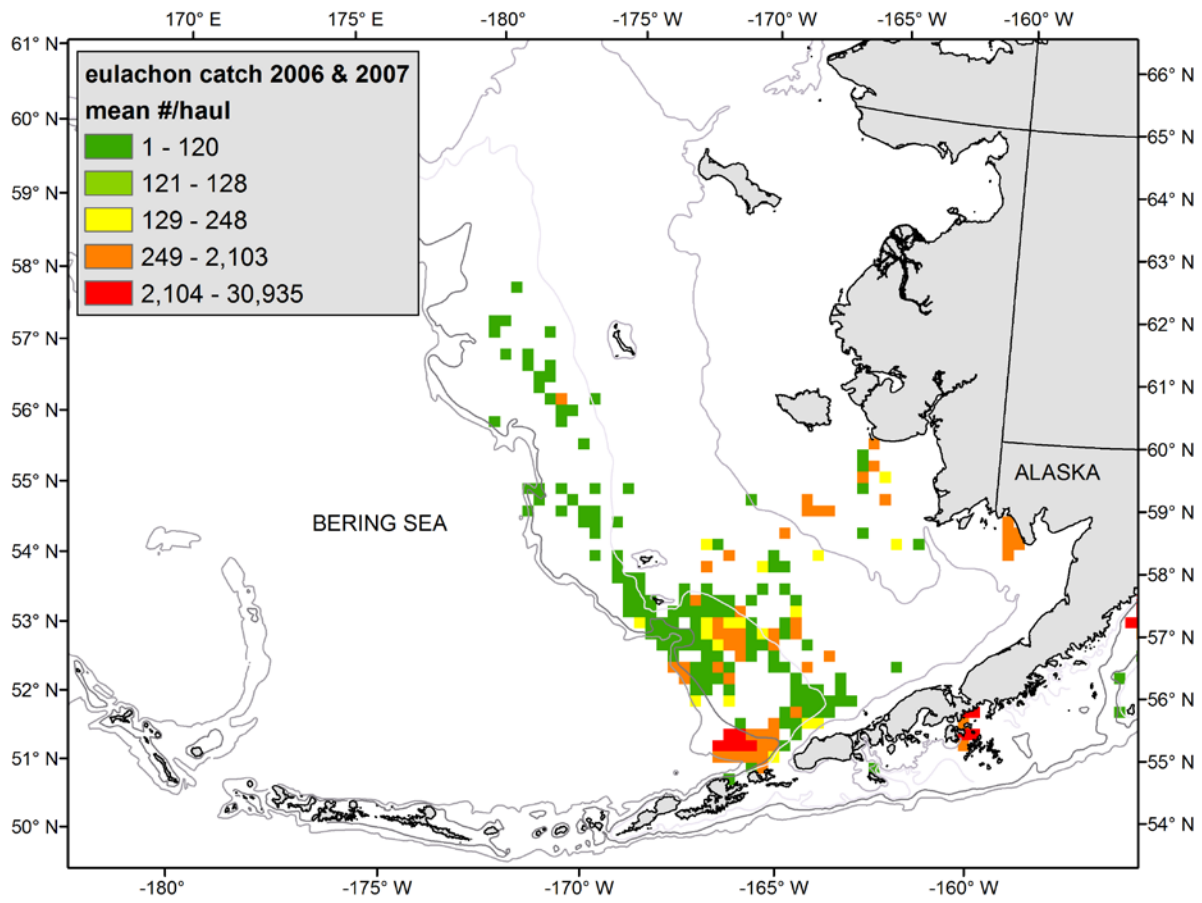 170° E 175° E -180° -175° W -170° W -165° W -160° W
61° N
60° N
59° N
58° N
57° N
56° N
55° N
54° N
53° N
52° N
51° N
50° N
eulachon catch 2006 & 2007
mean #/haul
1 - 120
121 - 128
129 - 248
249 - 2,103
2,104 - 30,935
BERING SEA
ALASKA
66° N
65° N
64° N
63° N
62° N
61° N
60° N
59° N
58° N
57° N
56° N
55° N
54° N
-180° -175° W -170° W -165° W -160° W